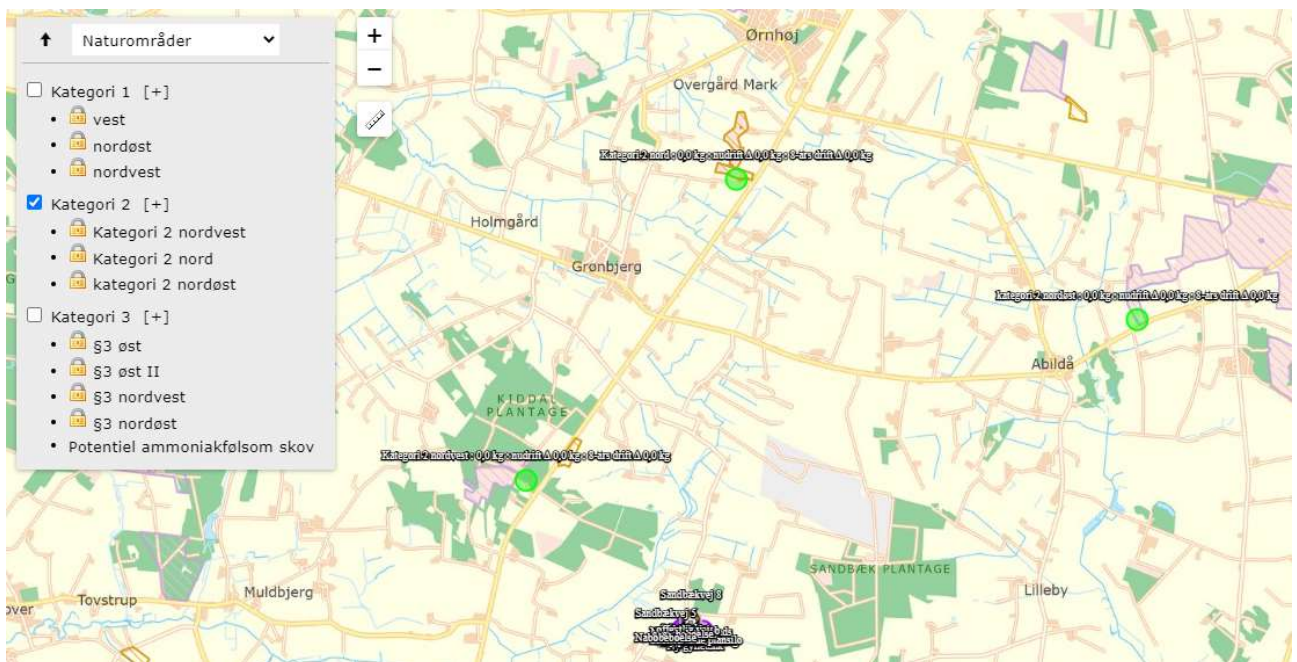 Naturområder
Kategori 1 [+]
vest
nordøst
nordvest
Kategori 2 [+]
Kategori 2 nordvest
Kategori 2 nord
kategori 2 nordøst
Kategori 3 [+]
§3 øst
§3 øst II
§3 nordvest
§3 nordøst
Potentiel ammoniakfølsom skov
+
−
Ørnhøj
Overgård Mark
Kategori 2 nord : 0,0 kg : nudrift Δ 0,0 kg : 8-års drift Δ 0,0 kg
Holmgård
Grønbjerg
kategori 2 nordøst : 0,0 kg : nudrift Δ 0,0 kg : 8-års drift Δ 0,0 kg
Abildå
KIDDAL
PLANTAGE
Kategori 2 nordvest : 0,0 kg : nudrift Δ 0,0 kg : 8-års drift Δ 0,0 kg
SANDBÆK PLANTAGE
Lilleby
Muldbjerg
Tovstrup
over
Sandbækvej 8
Sandbækvej 5
Nabobeboelse
plansilo